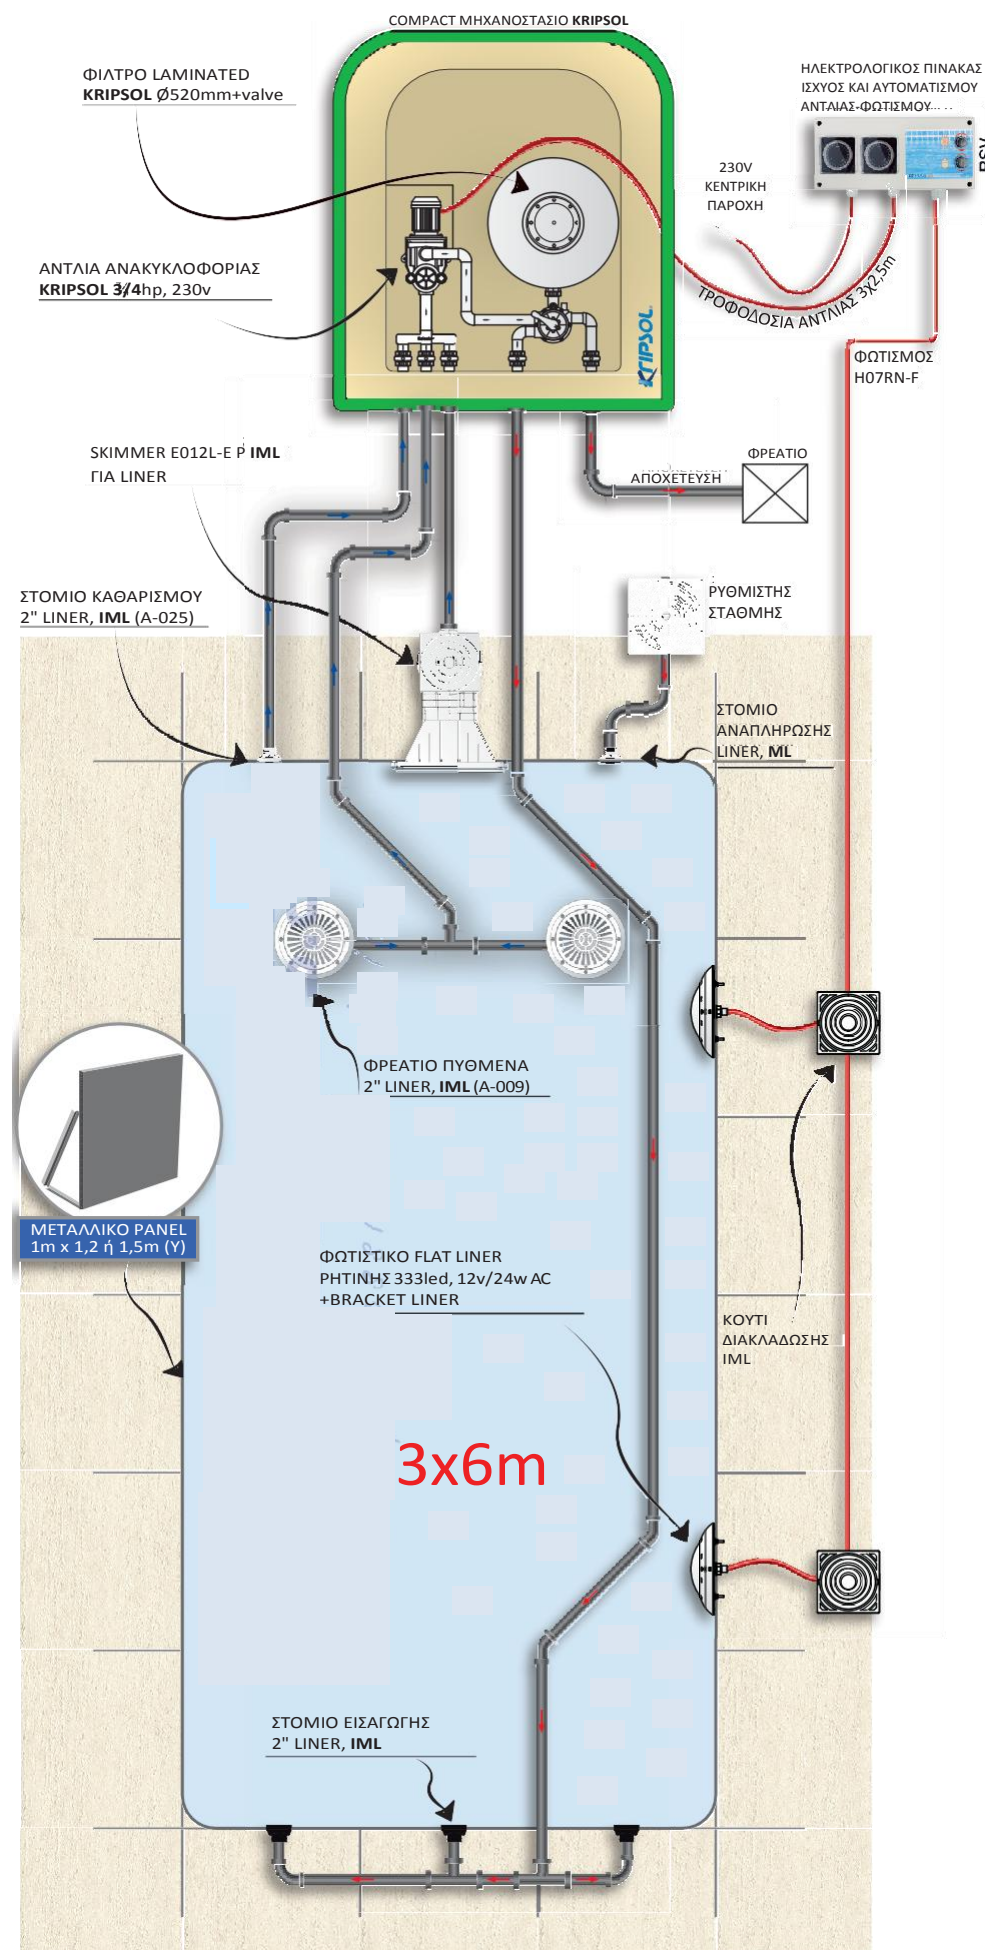 COMPACT ΜΗΧΑΝΟΣΤΑΣΙΟ KRIPSOL
ΦΙΛΤΡΟ LAMINATED
KRIPSOL Ø520mm+valve
ΗΛΕΚΤΡΟΛΟΓΙΚΟΣ ΠΙΝΑΚΑΣ
ΙΣΧΥΟΣ ΚΑΙ ΑΥΤΟΜΑΤΙΣΜΟΥ
ΑΝΤΛΙΑΣ-ΦΩΤΙΣΜΟΥ
230V
ΚΕΝΤΡΙΚΗ
ΠΑΡΟΧΗ
ΑΝΤΛΙΑ ΑΝΑΚΥΚΛΟΦΟΡΙΑΣ
KRIPSOL 3/4hp, 230v
ΤΡΟΦΟΔΟΣΙΑ ΑΝΤΛΙΑΣ 3χ2,5m
KRIPSOL
ΦΩΤΙΣΜΟΣ
H07RN-F
SKIMMER E012L-E P IML
ΓΙΑ LINER
ΦΡΕΑΤΙΟ
ΑΠΟΧΕΤΕΥΣΗ
ΣΤΟΜΙΟ ΚΑΘΑΡΙΣΜΟΥ
2" LINER, IML (A-025)
ΡΥΘΜΙΣΤΗΣ
ΣΤΑΘΜΗΣ
ΣΤΟΜΙΟ
ΑΝΑΠΛΗΡΩΣΗΣ
LINER, ML
ΦΡΕΑΤΙΟ ΠΥΘΜΕΝΑ
2" LINER, IML (A-009)
ΜΕΤΑΛΛΙΚΟ PANEL
1m x 1,2 ή 1,5m (Υ)
ΦΩΤΙΣΤΙΚΟ FLAT LINER
ΡΗΤΙΝΗΣ 333led, 12v/24w AC
+BRACKET LINER
ΚΟΥΤΙ
ΔΙΑΚΛΑΔΩΣΗΣ
IML
3x6m
ΣΤΟΜΙΟ ΕΙΣΑΓΩΓΗΣ
2" LINER, IML